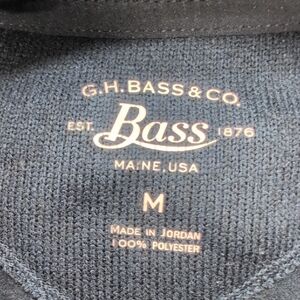 G.H. BASS & CO.
EST. Bass 1876
MAINE, USA
M
MADE IN JORDAN
100% POLYESTER